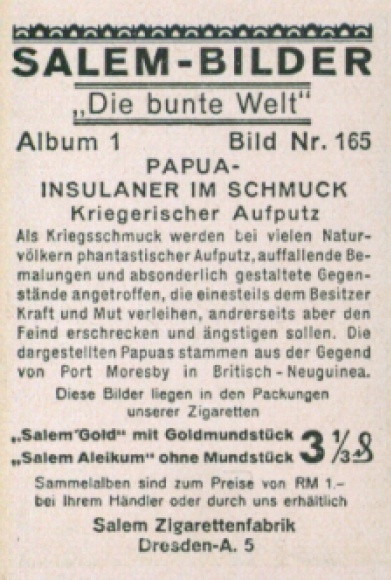 SALEM-BILDER
„Die bunte Welt"
Album 1 Bild Nr. 165
PAPUA-
INSULANER IM SCHMUCK
Kriegerischer Aufputz
Als Kriegsschmuck werden bei vielen Natur-
völkern phantastischer Aufputz, auffallende Be-
malungen und absonderlich gestaltete Gegen-
stände angetroffen, die einesteils dem Besitzer
Kraft und Mut verleihen, andrerseits aber den
Feind erschrecken und ängstigen sollen. Die
dargestellten Papuas stammen aus der Gegend
von Port Moresby in Britisch-Neuguinea.
Diese Bilder liegen in den Packungen
unserer Zigaretten
„Salem Gold" mit Goldmundstück
„Salem Aleikum" ohne Mundstück 3 1/3 ₰
Sammelalben sind zum Preise von RM 1.–
bei Ihrem Händler oder durch uns erhältlich
Salem Zigarettenfabrik
Dresden-A. 5